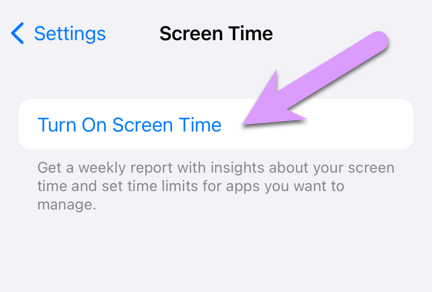 Settings
Screen Time
Turn On Screen Time
Get a weekly report with insights about your screen
time and set time limits for apps you want to
manage.